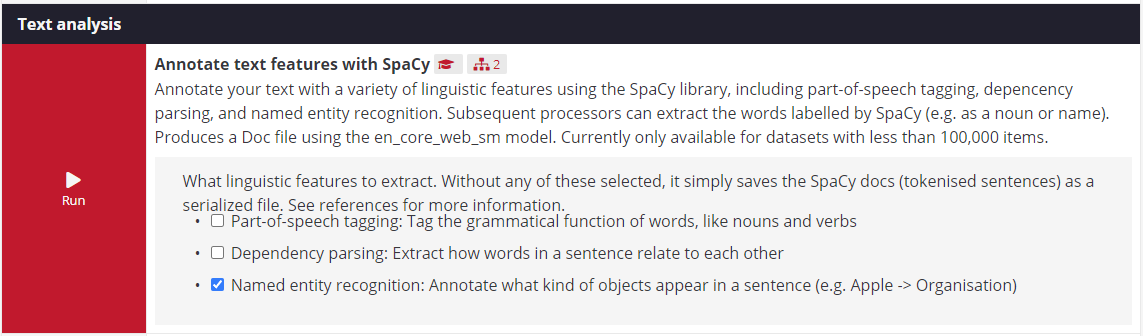 Text analysis
Annotate text features with SpaCy 2
Annotate your text with a variety of linguistic features using the SpaCy library, including part-of-speech tagging, depencency
parsing, and named entity recognition. Subsequent processors can extract the words labelled by SpaCy (e.g. as a noun or name).
Produces a Doc file using the en_core_web_sm model. Currently only available for datasets with less than 100,000 items.
Run
What linguistic features to extract. Without any of these selected, it simply saves the SpaCy docs (tokenised sentences) as a
serialized file. See references for more information.
• Part-of-speech tagging: Tag the grammatical function of words, like nouns and verbs
• Dependency parsing: Extract how words in a sentence relate to each other
• Named entity recognition: Annotate what kind of objects appear in a sentence (e.g. Apple -> Organisation)